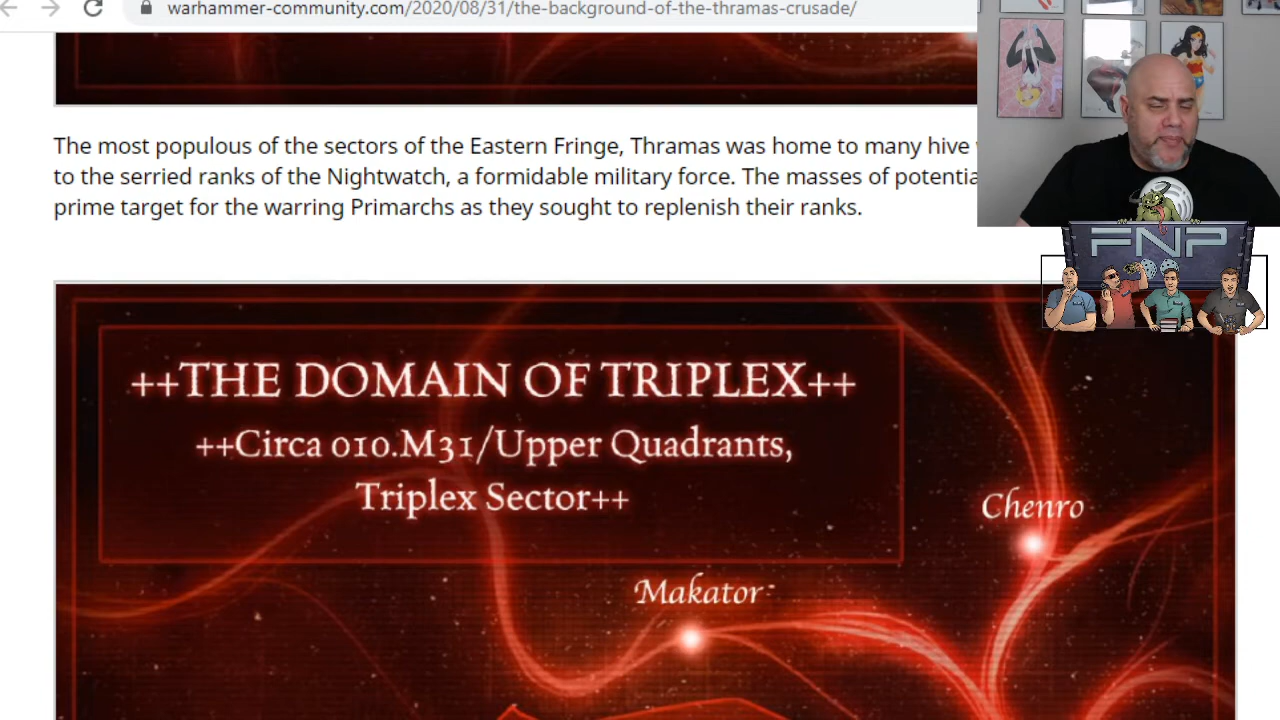 warhammer-community.com/2020/08/31/the-background-of-the-thramas-crusade/
The most populous of the sectors of the Eastern Fringe, Thramas was home to many hive
to the serried ranks of the Nightwatch, a formidable military force. The masses of
prime target for the warring Primarchs as they sought to replenish their ranks.
FNP
++THE DOMAIN OF TRIPLEX++
++Circa 010.M31/Upper Quadrants,
Triplex Sector++
Chenro
Makator